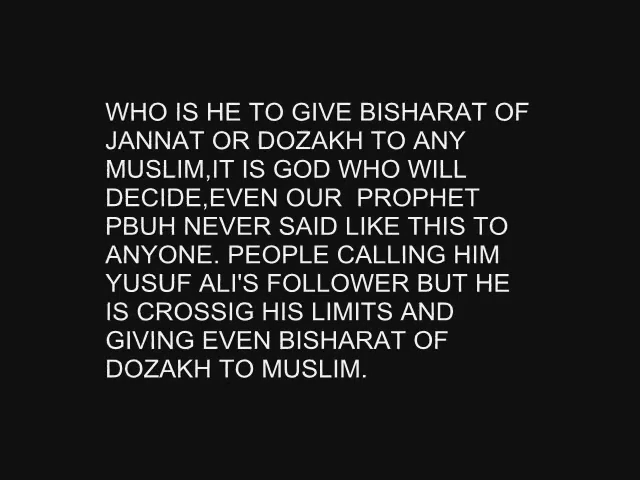 WHO IS HE TO GIVE BISHARAT OF
JANNAT OR DOZAKH TO ANY
MUSLIM,IT IS GOD WHO WILL
DECIDE,EVEN OUR  PROPHET
PBUH NEVER SAID LIKE THIS TO
ANYONE. PEOPLE CALLING HIM
YUSUF ALI'S FOLLOWER BUT HE
IS CROSSIG HIS LIMITS AND
GIVING EVEN BISHARAT OF
DOZAKH TO MUSLIM.